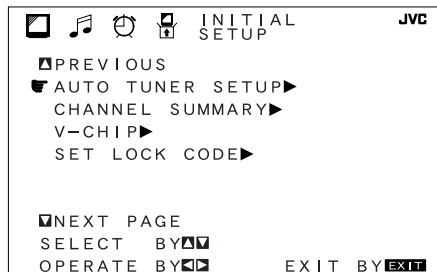 INITIAL SETUP JVC
▲PREVIOUS
AUTO TUNER SETUP▶
CHANNEL SUMMARY▶
V–CHIP▶
SET LOCK CODE▶
▼NEXT PAGE
SELECT BY▲▼
OPERATE BY◀▶ EXIT BY EXIT